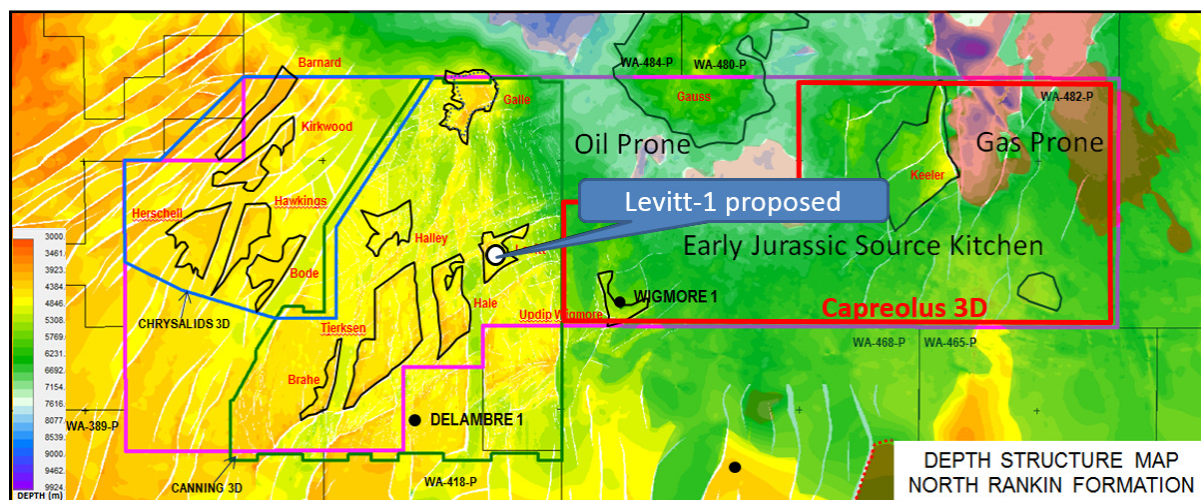 Barnard
Kirkwood
Galle
WA-484-P
WA-480-P
Gauss
WA-482-P
Oil Prone
Gas Prone
Keeler
Herschell
Hawkings
Levitt-1 proposed
Halley
Early Jurassic Source Kitchen
Bode
Hale
WIGMORE 1
Updip Wigmore
Capreolus 3D
CHRYSALIDS 3D
Tierksen
WA-468-P
WA-465-P
Brahe
DELAMBRE 1
WA-389-P
CANNING 3D
WA-418-P
3000
3461
3923
4384
4846
5308
5769
6231
6692
7154
7616
8077
8539
9000
9462
9924
DEPTH (m)
DEPTH STRUCTURE MAP
NORTH RANKIN FORMATION